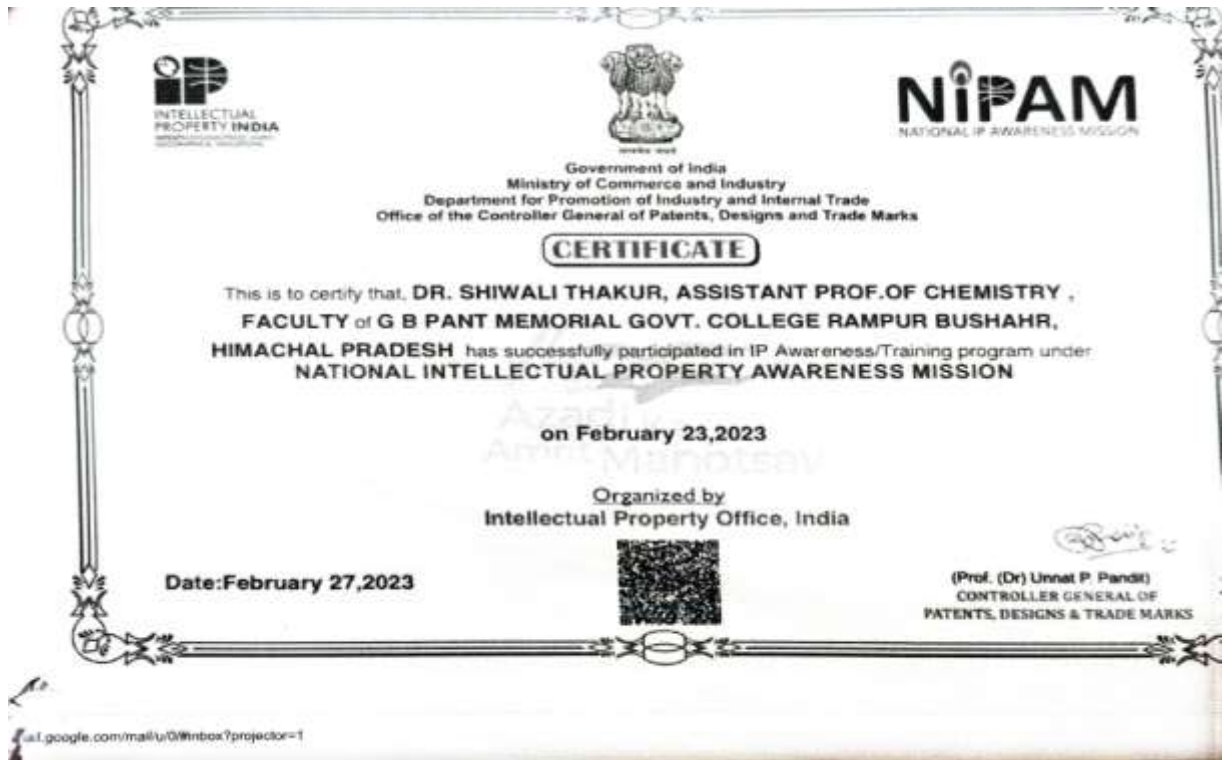 iP
INTELLECTUAL
PROPERTY INDIA
NiPAM
NATIONAL IP AWARENESS MISSION
Government of India
Ministry of Commerce and Industry
Department for Promotion of Industry and Internal Trade
Office of the Controller General of Patents, Designs and Trade Marks
CERTIFICATE
This is to certify that, DR. SHIWALI THAKUR, ASSISTANT PROF.OF CHEMISTRY ,
FACULTY of G B PANT MEMORIAL GOVT. COLLEGE RAMPUR BUSHAHR,
HIMACHAL PRADESH has successfully participated in IP Awareness/Training program under
NATIONAL INTELLECTUAL PROPERTY AWARENESS MISSION
Azadi
Amrit Mahotsav
on February 23,2023
Organized by
Intellectual Property Office, India
Date:February 27,2023
(Prof. (Dr) Unnat P. Pandit)
CONTROLLER GENERAL OF
PATENTS, DESIGNS & TRADE MARKS
.google.com/mail/u/0/#inbox?projector=1